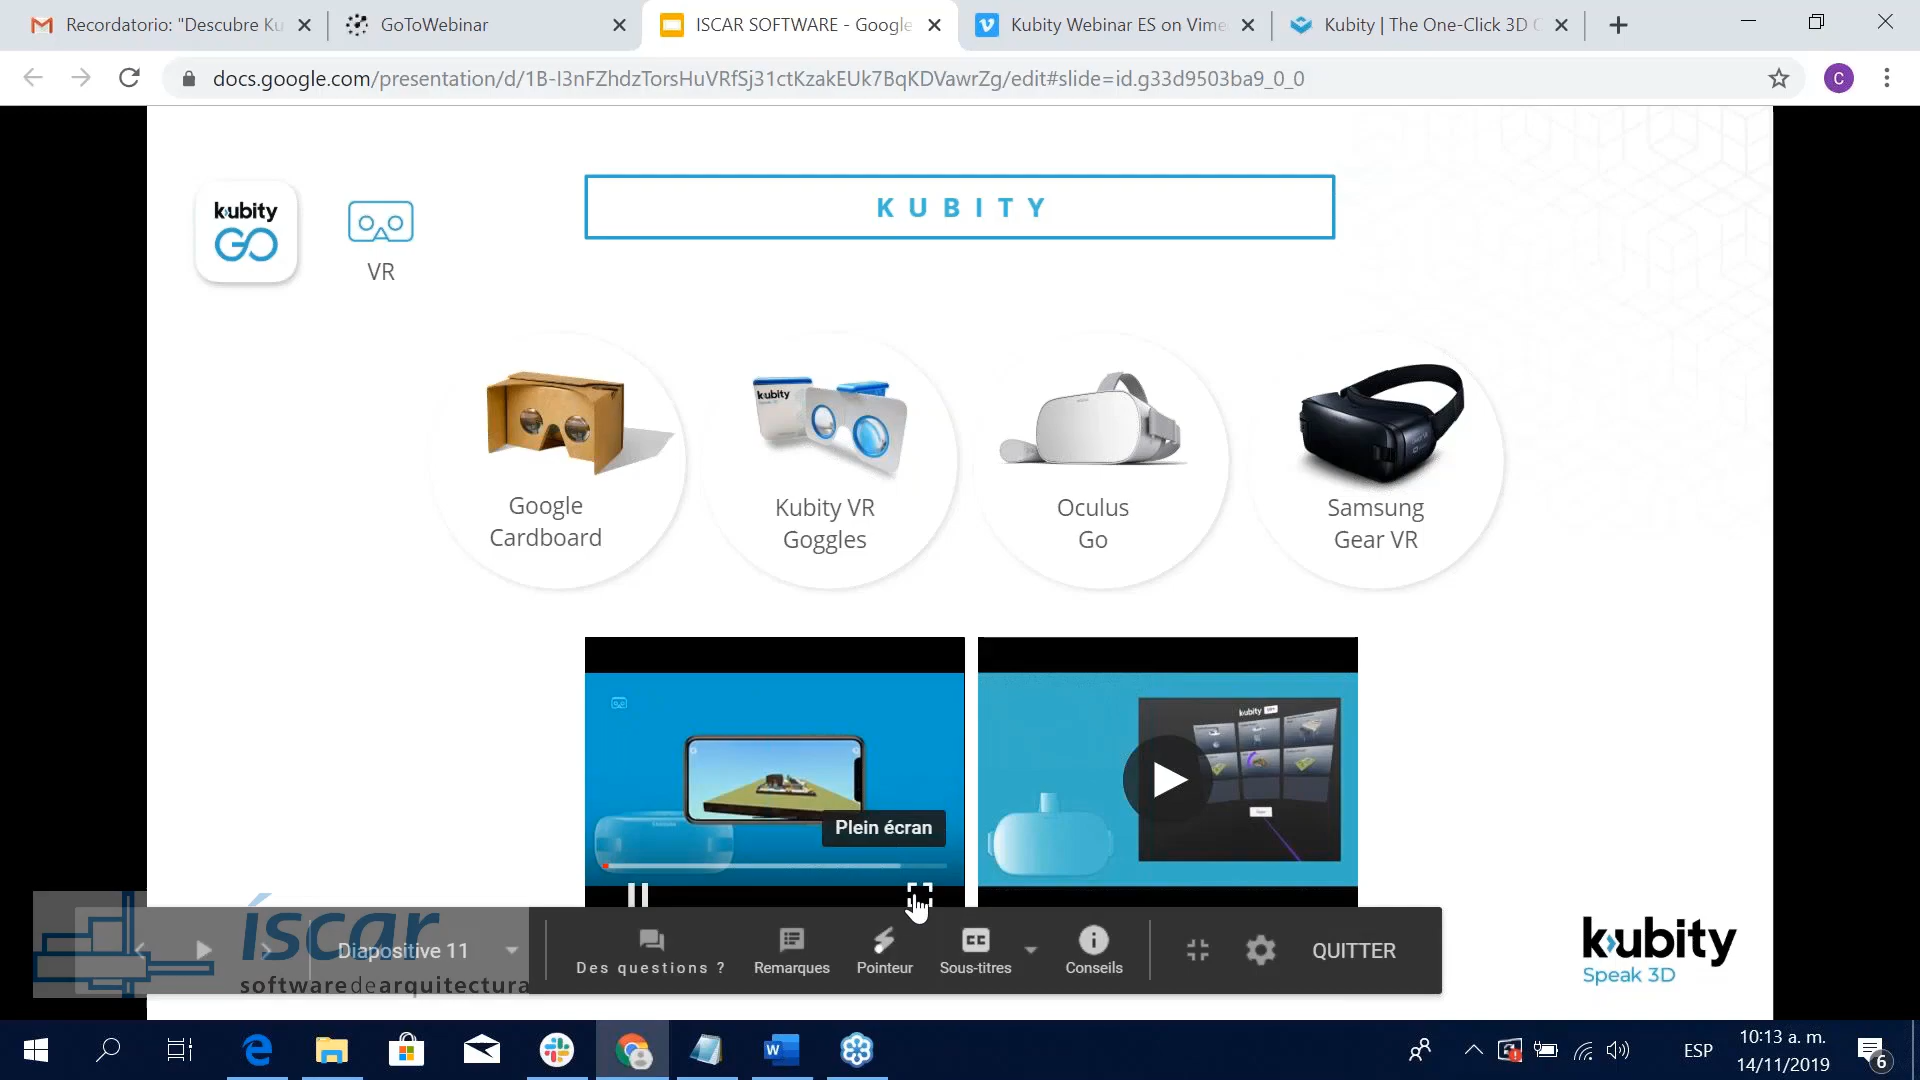 Recordatorio: "Descubre Ku
GoToWebinar
ISCAR SOFTWARE - Google
Kubity Webinar ES on Vime
Kubity | The One-Click 3D C
docs.google.com/presentation/d/1B-I3nFZhdzTorsHuVRfSj31ctKzakEUk7BqKDVawrZg/edit#slide=id.g33d9503ba9_0_0
C
kubity
GO
VR
KUBITY
kubity
Google
Cardboard
Kubity VR
Goggles
Oculus
Go
Samsung
Gear VR
kubity
Plein écran
íscar
softwaredearquitectura
Diapositive 11
Des questions ?
Remarques
Pointeur
CC
Sous-titres
Conseils
QUITTER
kubity
Speak 3D
W
ESP
10:13 a. m.
14/11/2019
6